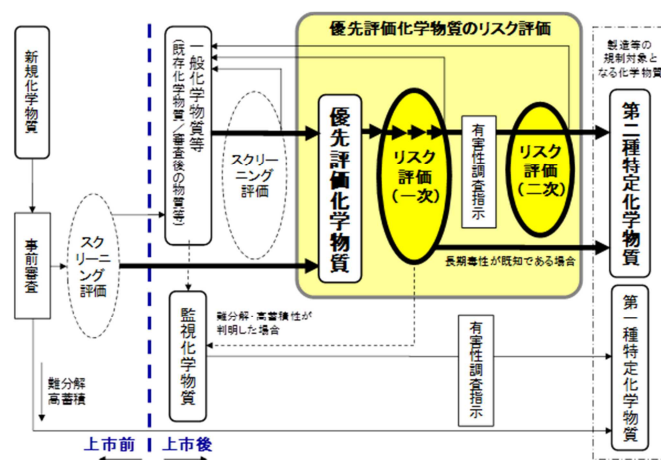 優先評価化学物質のリスク評価
新規化学物質
事前審査
スク
リーニ
ング
評価
一般化学物質等
(既存化学物質/審査後の物質等)
スクリー
ニング
評価
優先評価化学物質
リスク
評価
(一次)
有害性調査指示
リスク
評価
(二次)
製造等の
規制対象と
なる化学物質
第二種特定化学物質
長期毒性が既知である場合
監視化学物質
難分解・高蓄積性が
判明した場合
有害性調査指示
第一種特定化学物質
難分解
高蓄積
上市前
上市後